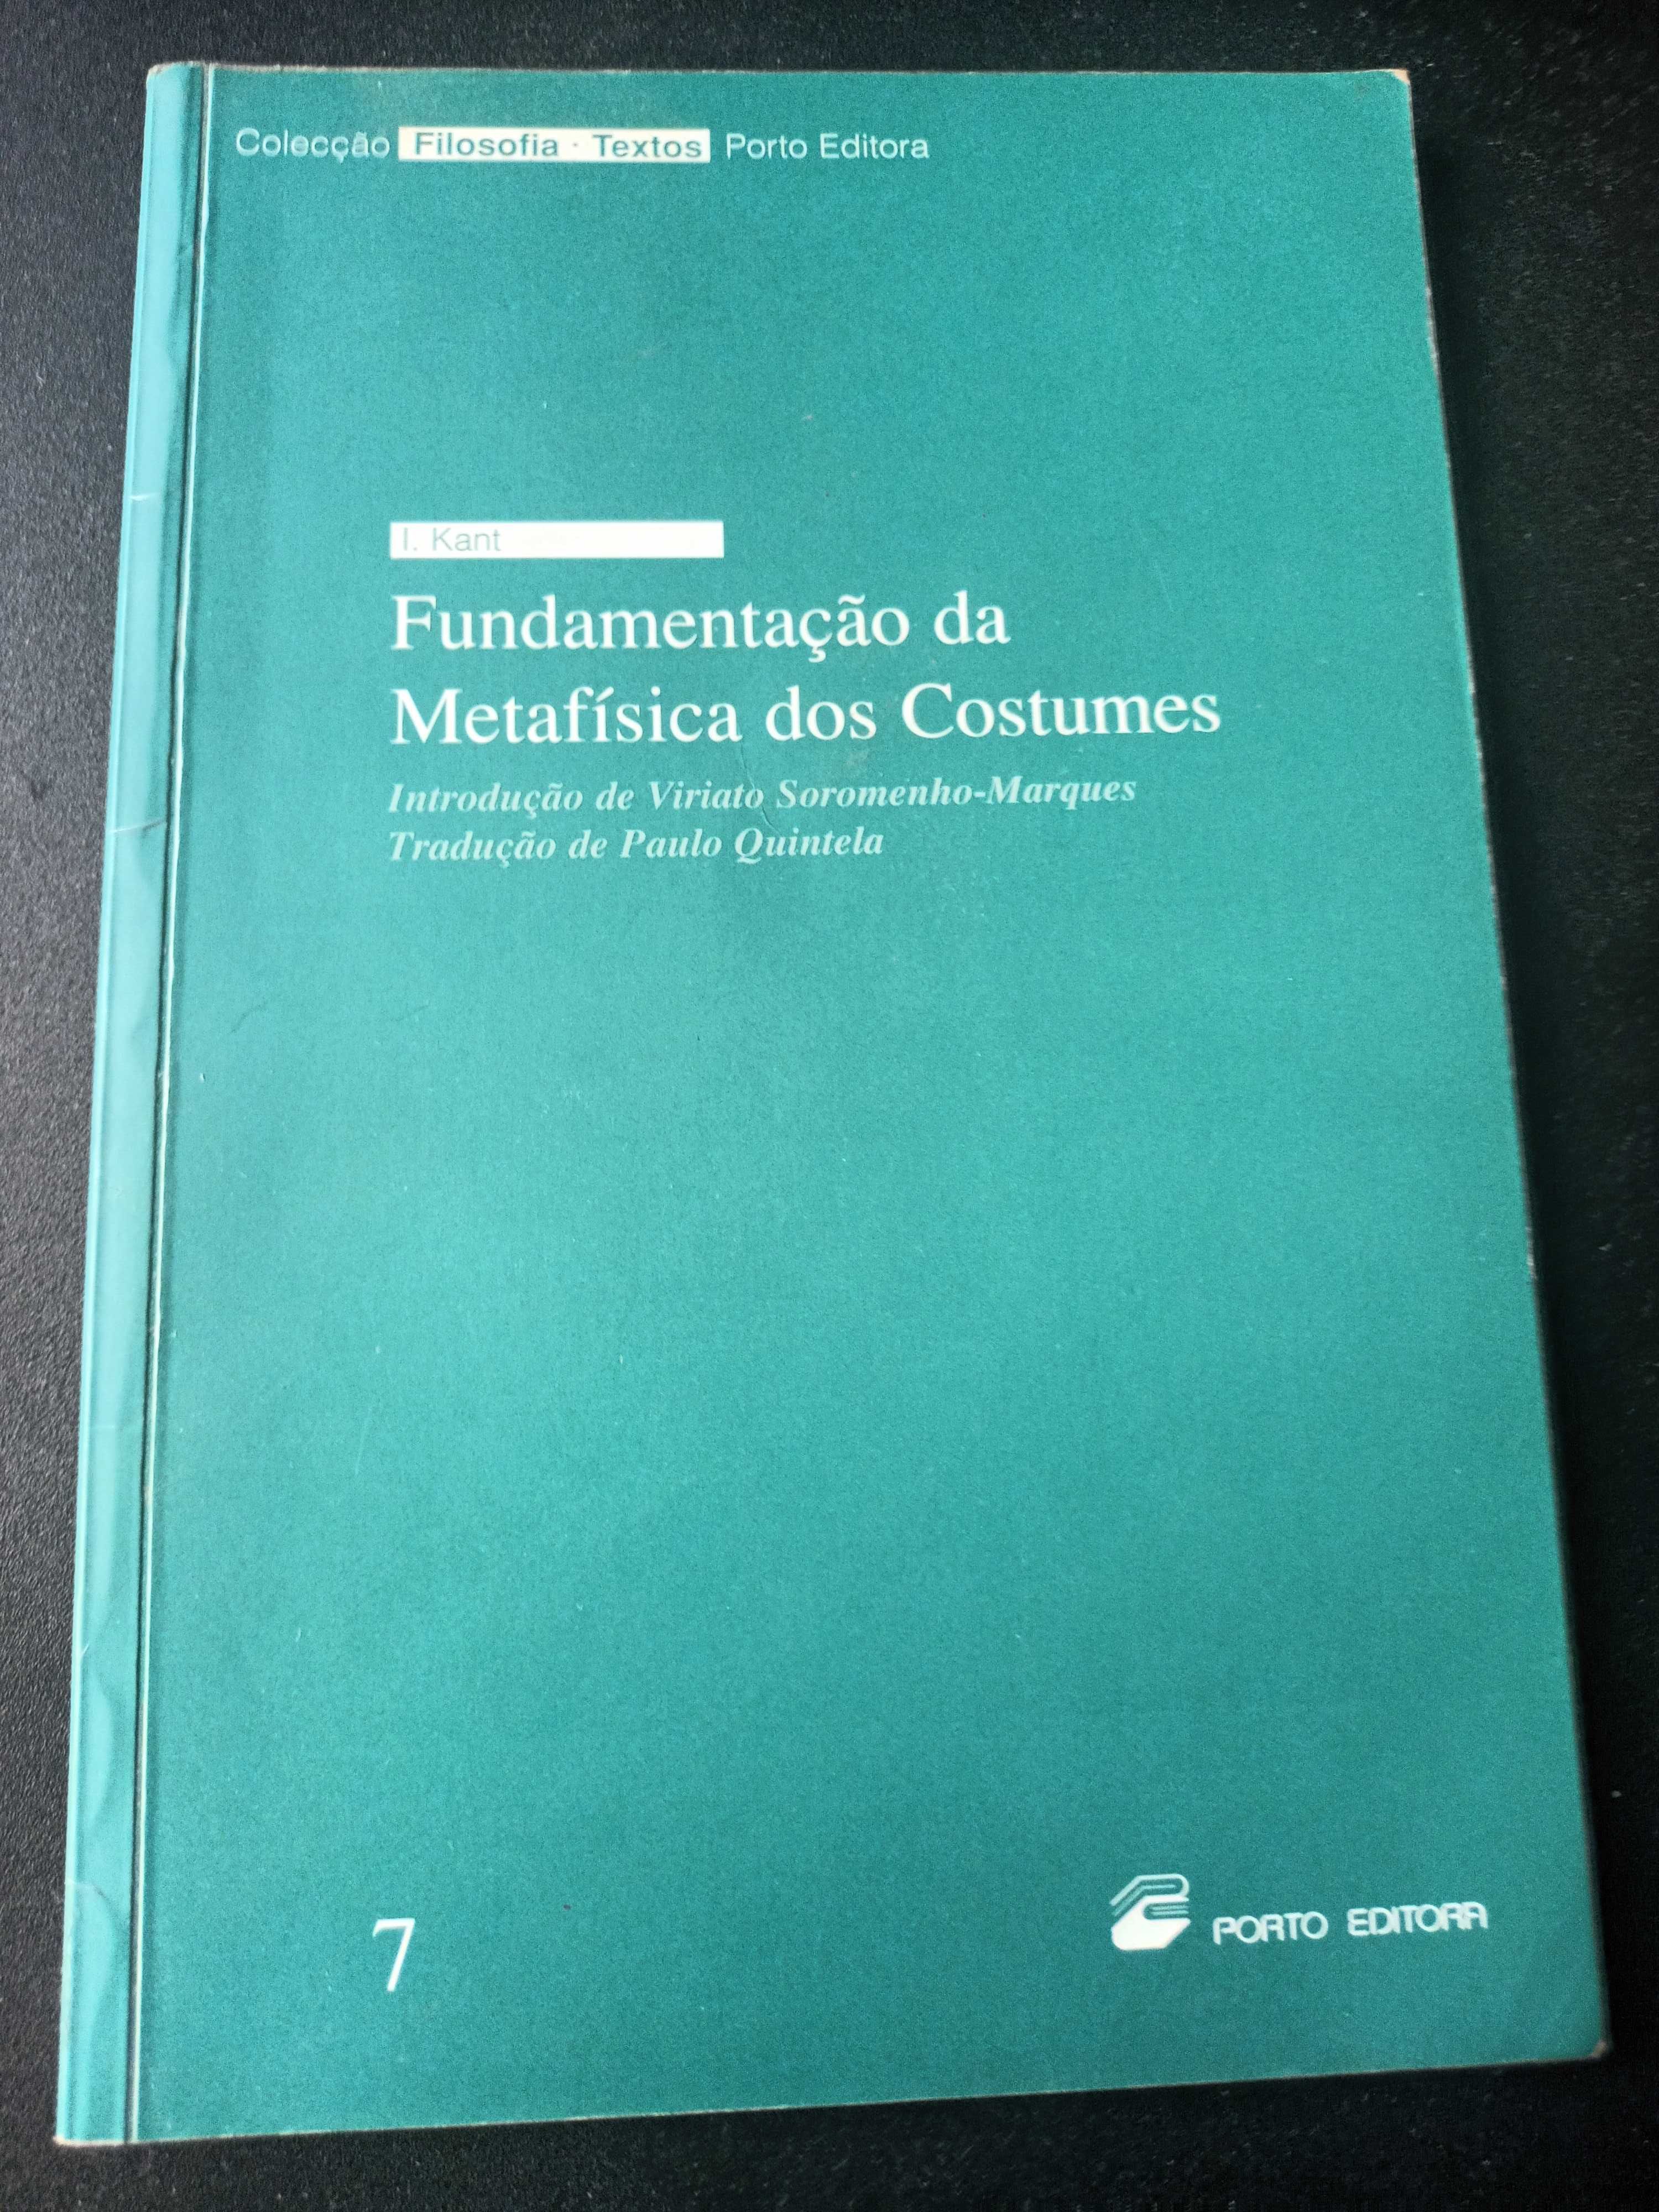 Colecção Filosofia · Textos Porto Editora
I. Kant
Fundamentação da
Metafísica dos Costumes
Introdução de Viriato Soromenho-Marques
Tradução de Paulo Quintela
7
PORTO EDITORA